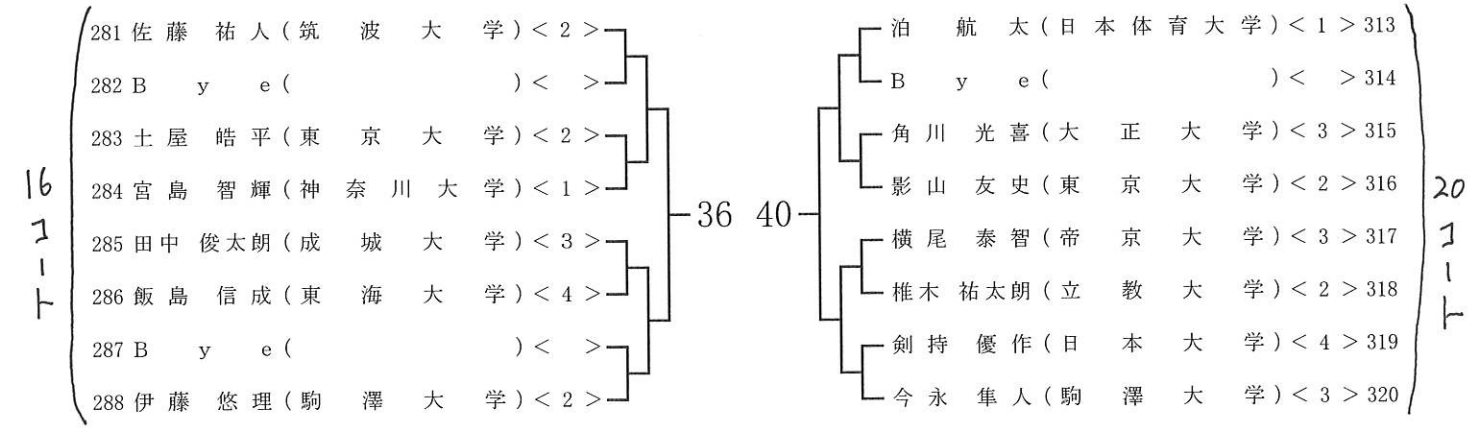 16コート
281 佐藤 祐人 (筑波大学) < 2 >
282 Bye ( ) < >
283 土屋 皓平 (東京大学) < 2 >
284 宮島 智輝 (神奈川大学) < 1 >
285 田中 俊太朗 (成城大学) < 3 >
286 飯島 信成 (東海大学) < 4 >
287 Bye ( ) < >
288 伊藤 悠理 (駒澤大学) < 2 >
36
40
泊 航太 (日本体育大学) < 1 > 313
Bye ( ) < > 314
角川 光喜 (大正大学) < 3 > 315
影山 友史 (東京大学) < 2 > 316
横尾 泰智 (帝京大学) < 3 > 317
椎木 祐太朗 (立教大学) < 2 > 318
剣持 優作 (日本大学) < 4 > 319
今永 隼人 (駒澤大学) < 3 > 320
20コート